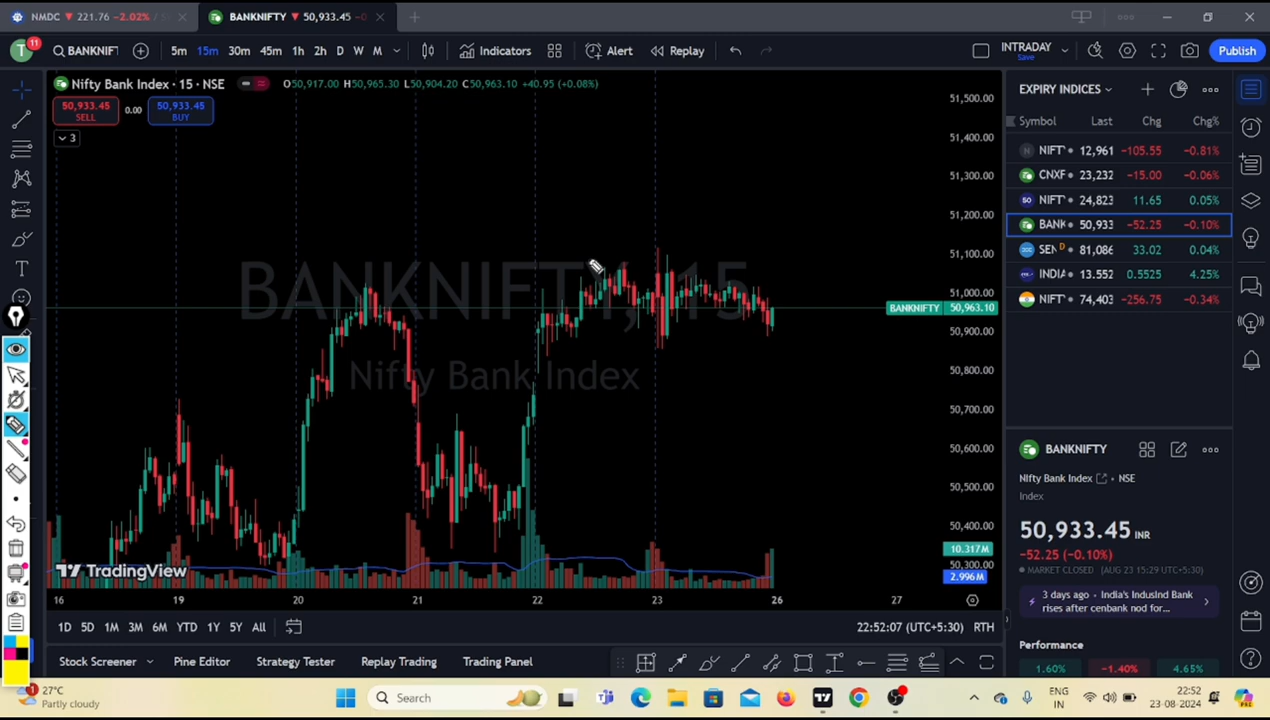 NMDC ▼ 221.76 −2.02%
BANKNIFTY ▼ 50,933.45 −0
T 11 BANKNIFT 5m 15m 30m 45m 1h 2h D W M Indicators Alert Replay INTRADAY Save Publish
Nifty Bank Index · 15 · NSE O50,917.00 H50,965.30 L50,904.20 C50,963.10 +40.95 (+0.08%)
50,933.45 SELL 0.00 50,933.45 BUY
3
BANKNIFTY, 15
Nifty Bank Index
51,500.00
51,400.00
51,300.00
51,200.00
51,100.00
51,000.00
BANKNIFTY 50,963.10
50,900.00
50,800.00
50,700.00
50,600.00
50,500.00
50,400.00
10.317M
50,300.00
2.996M
TradingView
16 19 20 21 22 23 26 27
1D 5D 1M 3M 6M YTD 1Y 5Y All 22:52:07 (UTC+5:30) RTH
Stock Screener Pine Editor Strategy Tester Replay Trading Trading Panel
EXPIRY INDICES
Symbol Last Chg Chg%
NIFT 12,961 −105.55 −0.81%
CNXF 23,232 −15.00 −0.06%
NIFT 24,823 11.65 0.05%
BANK 50,933 −52.25 −0.10%
SEN D 81,086 33.02 0.04%
INDIA 13.552 0.5525 4.25%
NIFT 74,403 −256.75 −0.34%
BANKNIFTY
Nifty Bank Index · NSE
Index
50,933.45 INR
−52.25 (−0.10%)
MARKET CLOSED (AUG 23 15:29 UTC+5:30)
3 days ago · India's IndusInd Bank rises after cenbank nod for...
Performance
1.60% −1.40% 4.65%
1 27°C
Partly cloudy
Search
ENG
IN
22:52
23-08-2024